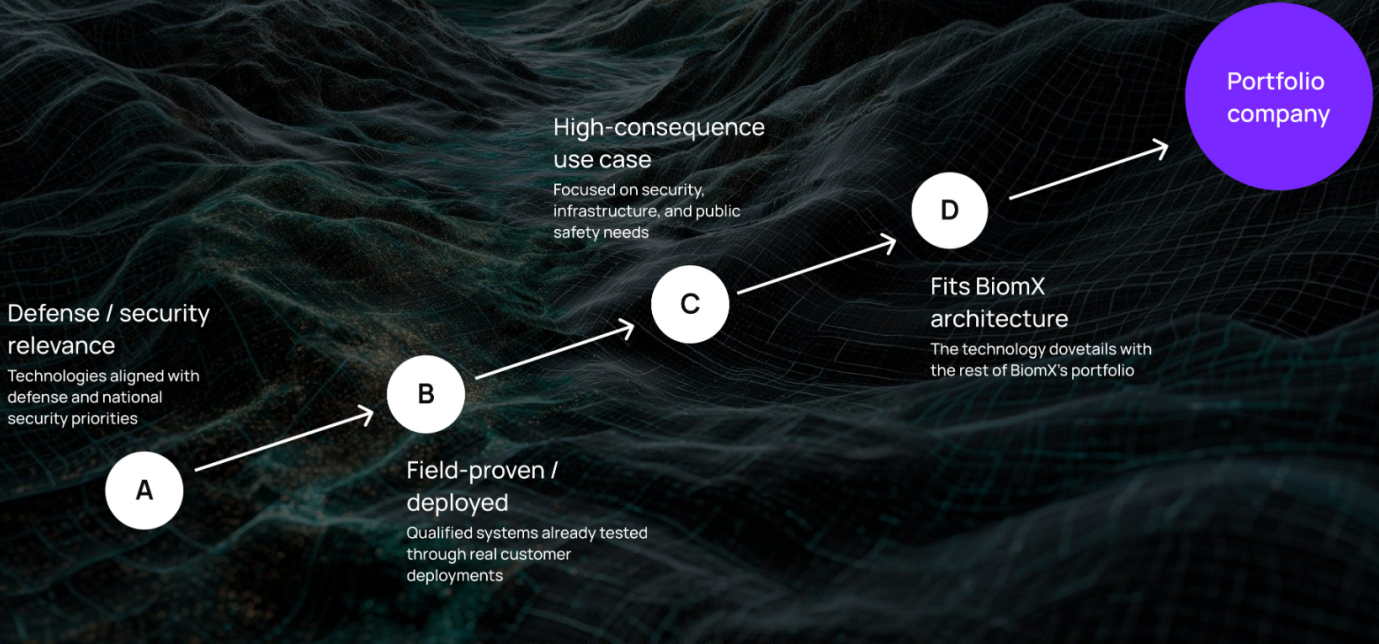 Portfolio
company
High-consequence
use case
Focused on security,
infrastructure, and public
safety needs
D
Fits BiomX
architecture
The technology dovetails with
the rest of BiomX's portfolio
C
Defense / security
relevance
Technologies aligned with
defense and national
security priorities
B
Field-proven /
deployed
Qualified systems already tested
through real customer
deployments
A